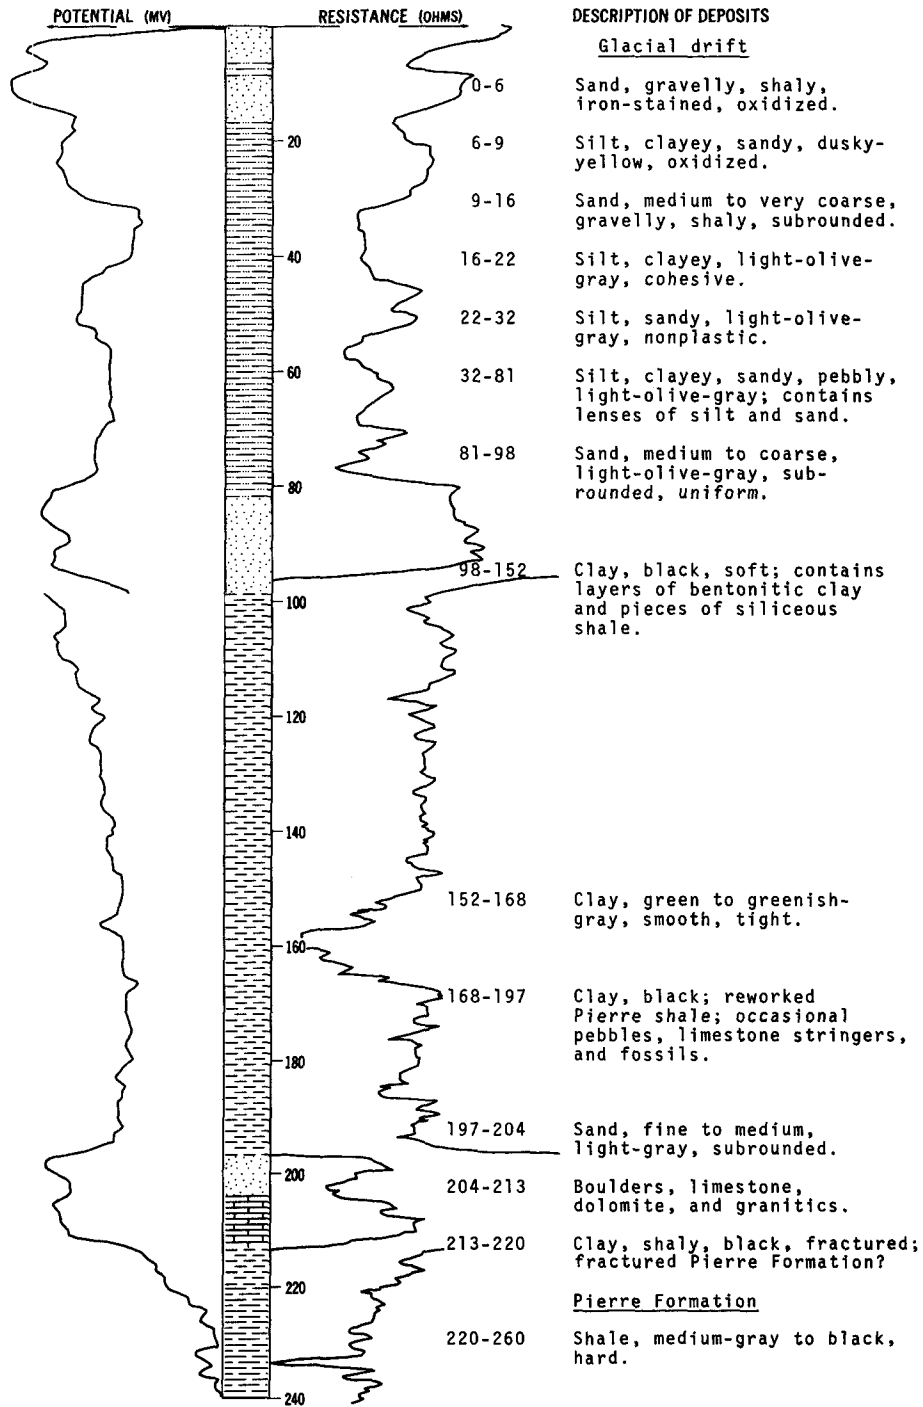 POTENTIAL (MV) RESISTANCE (OHMS) DESCRIPTION OF DEPOSITS
Glacial drift
0-6 Sand, gravelly, shaly,
iron-stained, oxidized.
20
6-9 Silt, clayey, sandy, dusky-
yellow, oxidized.
9-16 Sand, medium to very coarse,
gravelly, shaly, subrounded.
40
16-22 Silt, clayey, light-olive-
gray, cohesive.
22-32 Silt, sandy, light-olive-
gray, nonplastic.
60
32-81 Silt, clayey, sandy, pebbly,
light-olive-gray; contains
lenses of silt and sand.
81-98 Sand, medium to coarse,
light-olive-gray, sub-
rounded, uniform.
80
98-152 Clay, black, soft; contains
layers of bentonitic clay
and pieces of siliceous
shale.
100
120
140
152-168 Clay, green to greenish-
gray, smooth, tight.
160
168-197 Clay, black; reworked
Pierre shale; occasional
pebbles, limestone stringers,
and fossils.
180
197-204 Sand, fine to medium,
light-gray, subrounded.
200
204-213 Boulders, limestone,
dolomite, and granitics.
213-220 Clay, shaly, black, fractured;
fractured Pierre Formation?
220
Pierre Formation
220-260 Shale, medium-gray to black,
hard.
240